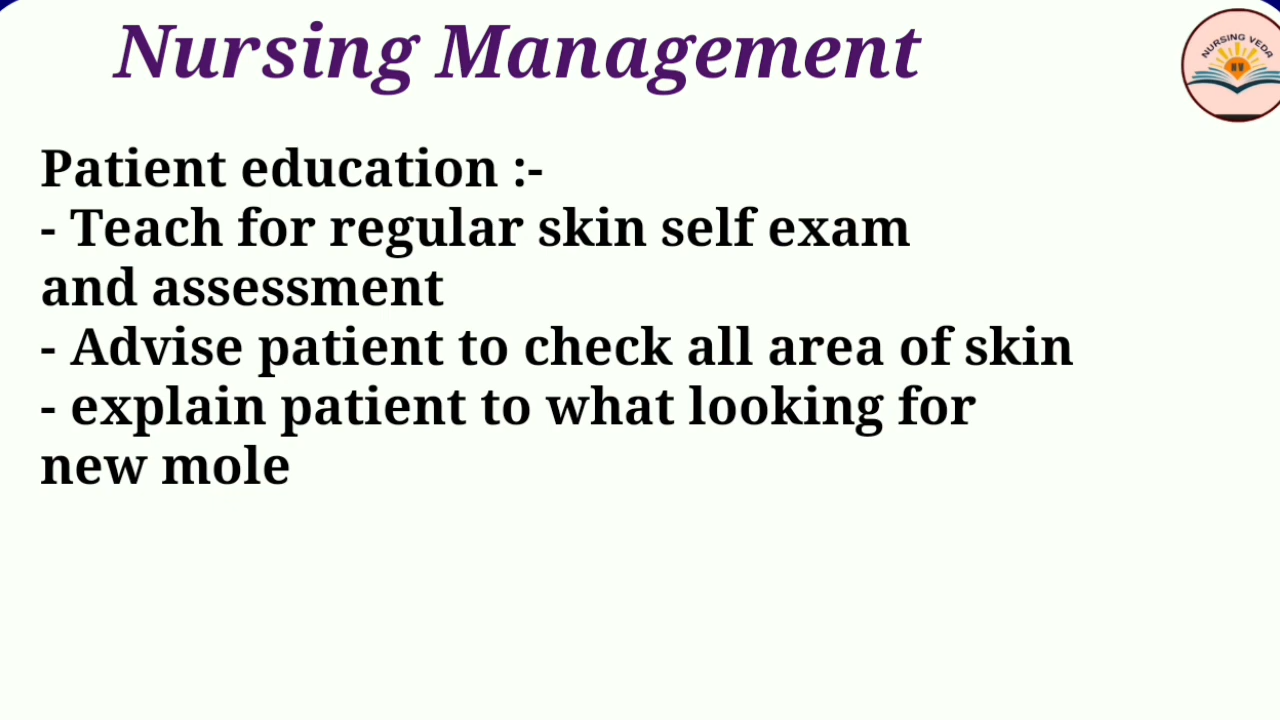 Nursing Management
NURSING VEDA
NV
Patient education :-
- Teach for regular skin self exam
and assessment
- Advise patient to check all area of skin
- explain patient to what looking for
new mole